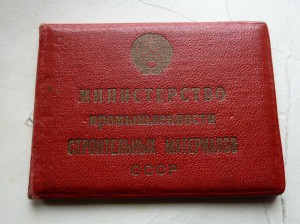 МИНИСТЕРСТВО
ПРОМЫШЛЕННОСТИ
СТРОИТЕЛЬНЫХ МАТЕРИАЛОВ
СССР